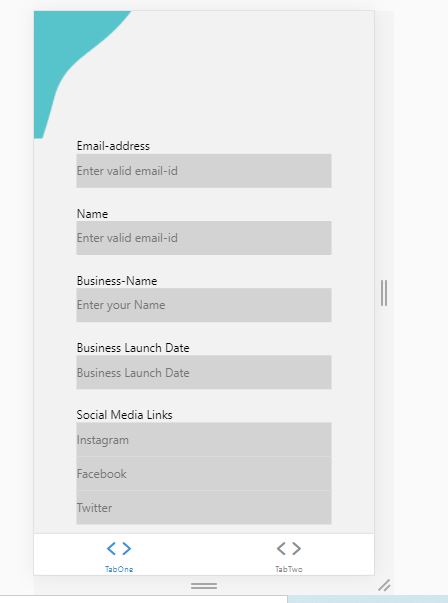 Email-address
Enter valid email-id
Name
Enter valid email-id
Business-Name
Enter your Name
Business Launch Date
Business Launch Date
Social Media Links
Instagram
Facebook
Twitter
TabOne
TabTwo